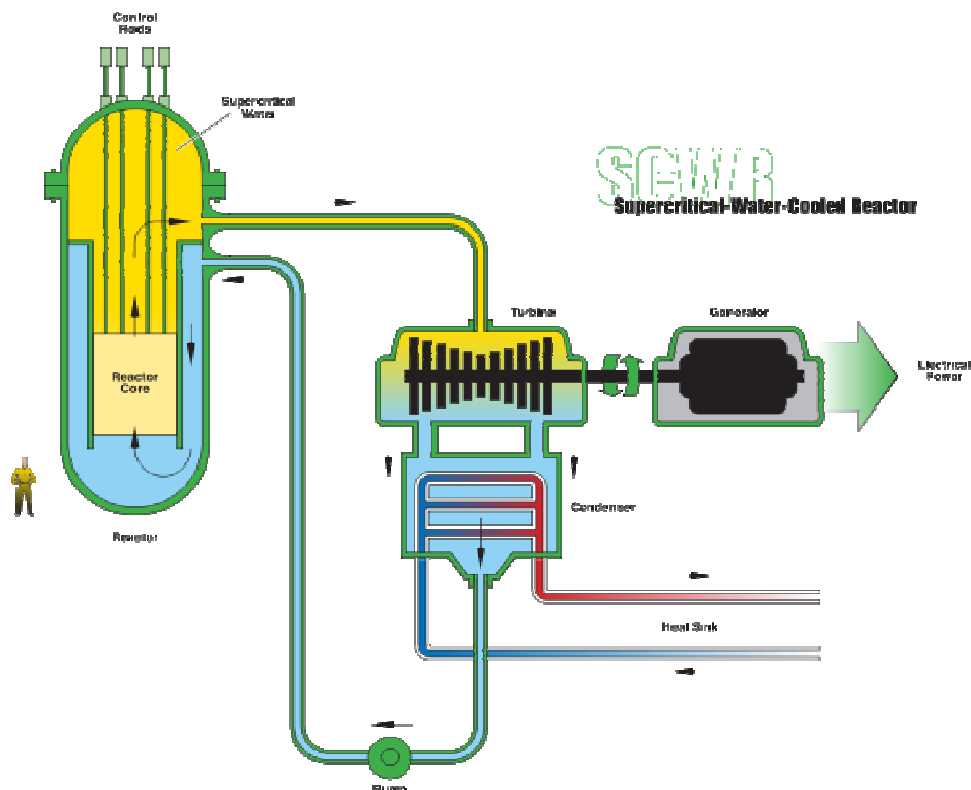 Control
Rods
Supercritical
Water
SCWR
Supercritical-Water-Cooled Reactor
Turbine
Generator
Electrical
Power
Reactor
Core
Condenser
Reactor
Heat Sink
Pump